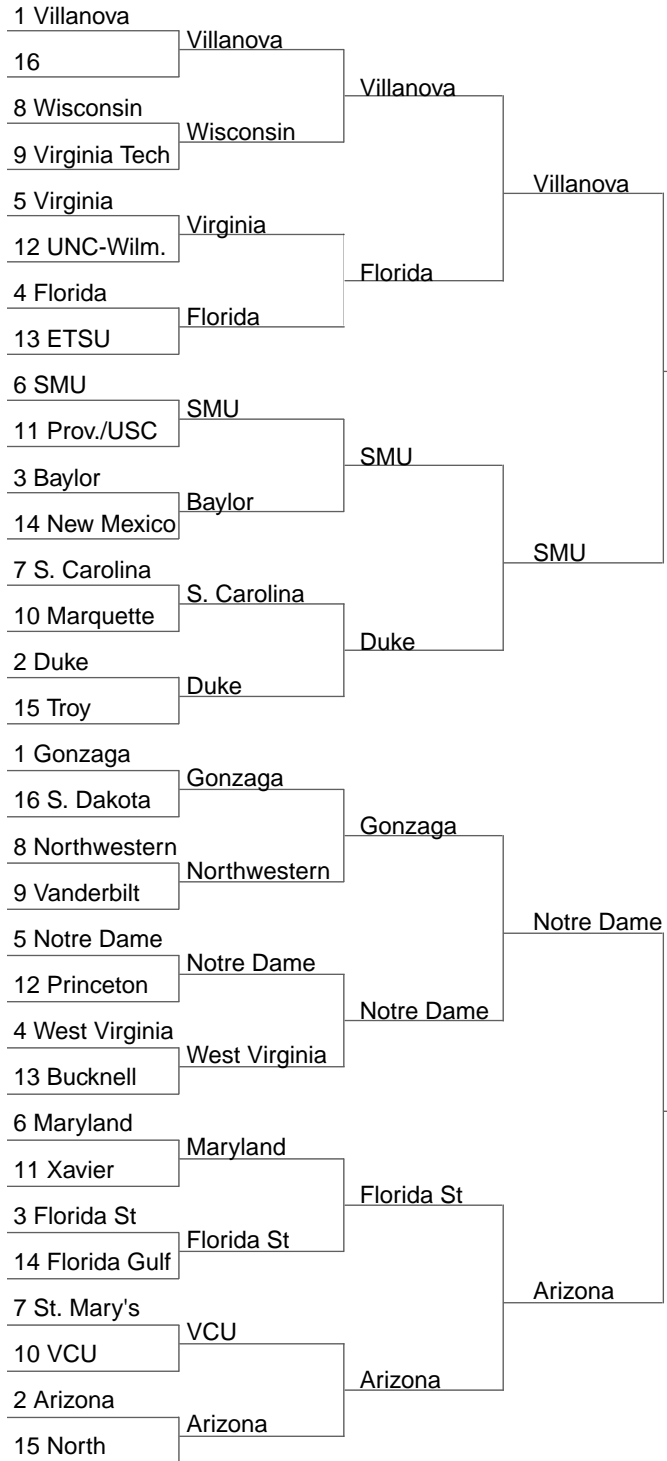 1 Villanova
Villanova
16
Villanova
8 Wisconsin
Wisconsin
9 Virginia Tech
Villanova
5 Virginia
Virginia
12 UNC-Wilm.
Florida
4 Florida
Florida
13 ETSU
6 SMU
SMU
11 Prov./USC
SMU
3 Baylor
Baylor
14 New Mexico
SMU
7 S. Carolina
S. Carolina
10 Marquette
Duke
2 Duke
Duke
15 Troy
1 Gonzaga
Gonzaga
16 S. Dakota
Gonzaga
8 Northwestern
Northwestern
9 Vanderbilt
Notre Dame
5 Notre Dame
Notre Dame
12 Princeton
Notre Dame
4 West Virginia
West Virginia
13 Bucknell
6 Maryland
Maryland
11 Xavier
Florida St
3 Florida St
Florida St
14 Florida Gulf
Arizona
7 St. Mary's
VCU
10 VCU
Arizona
2 Arizona
Arizona
15 North